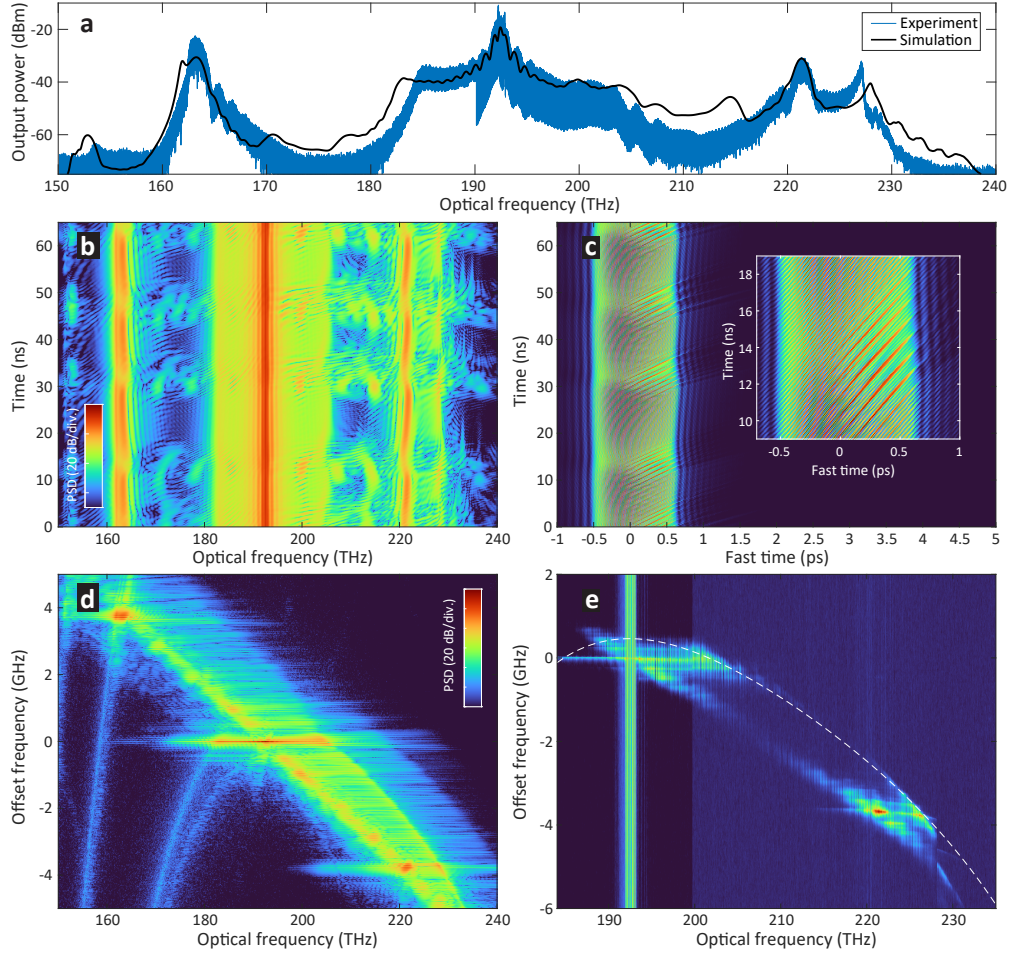 a
Output power (dBm)
-20
-40
-60
Experiment
Simulation
150 160 170 180 190 200 210 220 230 240
Optical frequency (THz)
b
Time (ns)
60
50
40
30
20
10
0
PSD (20 dB/div.)
160 180 200 220 240
Optical frequency (THz)
c
Time (ns)
60
50
40
30
20
10
0
Time (ns)
18
16
14
12
10
-0.5 0 0.5 1
Fast time (ps)
-1 -0.5 0 0.5 1 1.5 2 2.5 3 3.5 4 4.5 5
Fast time (ps)
d
Offset frequency (GHz)
4
2
0
-2
-4
PSD (20 dB/div.)
160 180 200 220 240
Optical frequency (THz)
e
Offset frequency (GHz)
2
0
-2
-4
-6
190 200 210 220 230
Optical frequency (THz)